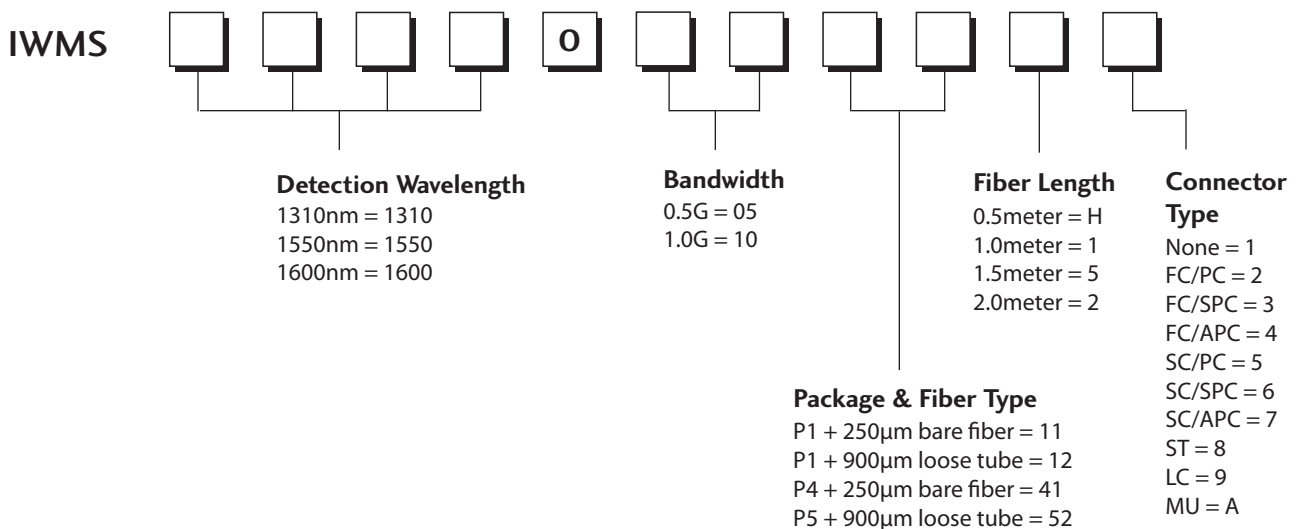 IWMS 0
Detection Wavelength
1310nm = 1310
1550nm = 1550
1600nm = 1600
Bandwidth
0.5G = 05
1.0G = 10
Package & Fiber Type
P1 + 250µm bare fiber = 11
P1 + 900µm loose tube = 12
P4 + 250µm bare fiber = 41
P5 + 900µm loose tube = 52
Fiber Length
0.5meter = H
1.0meter = 1
1.5meter = 5
2.0meter = 2
Connector
Type
None = 1
FC/PC = 2
FC/SPC = 3
FC/APC = 4
SC/PC = 5
SC/SPC = 6
SC/APC = 7
ST = 8
LC = 9
MU = A